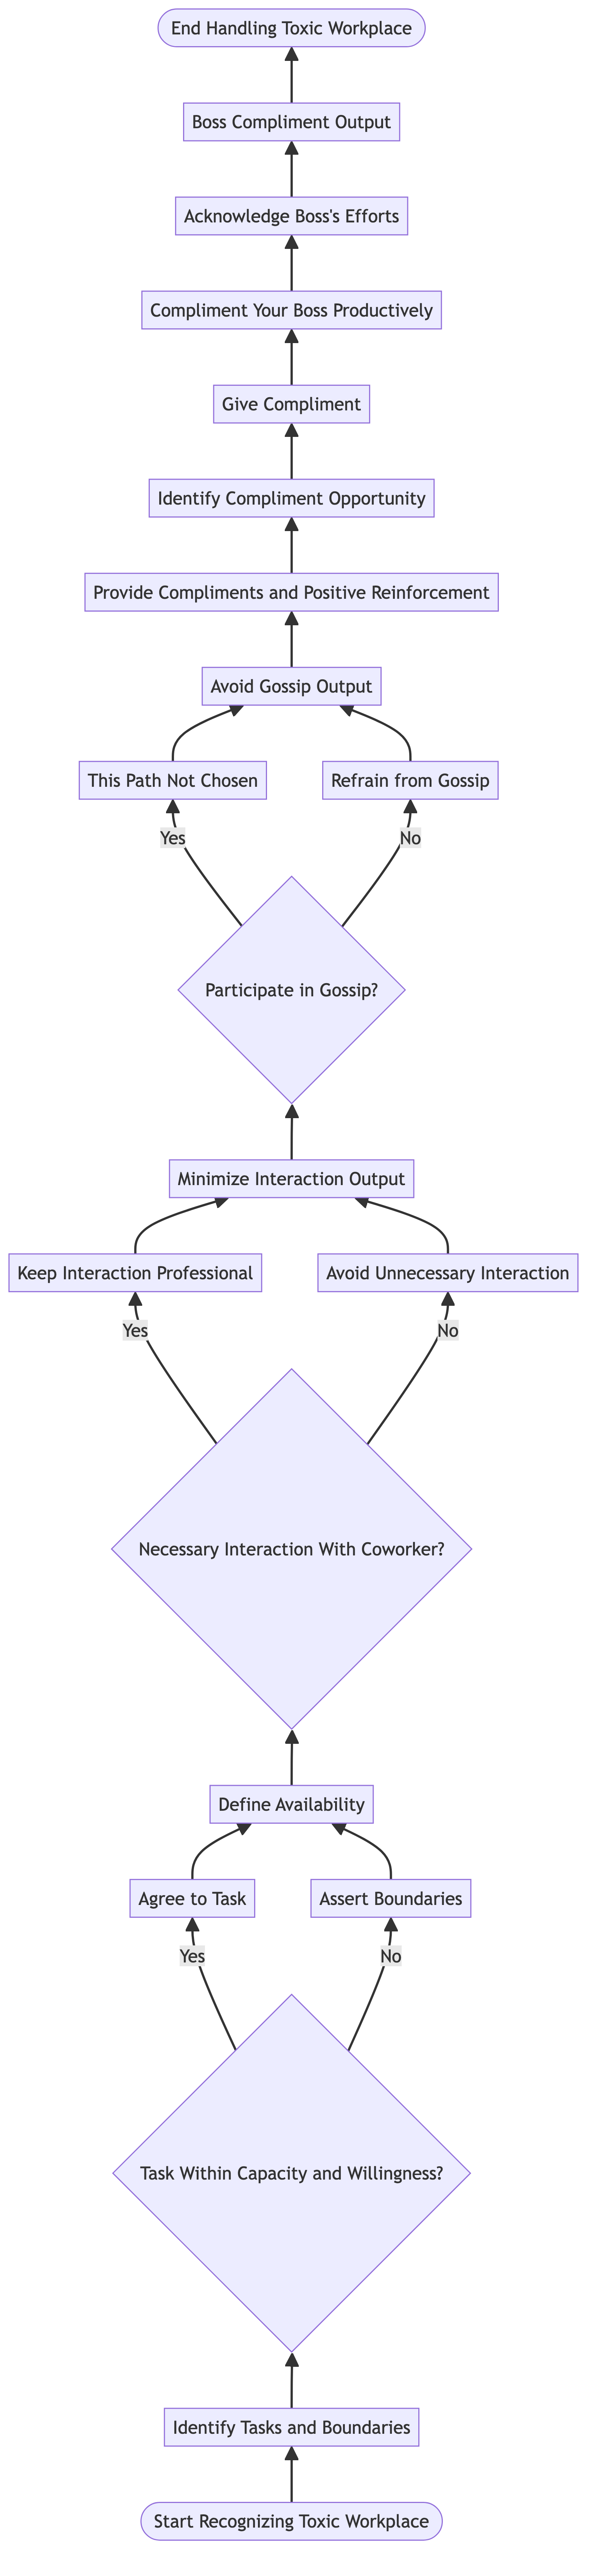 End Handling Toxic Workplace
Boss Compliment Output
Acknowledge Boss's Efforts
Compliment Your Boss Productively
Give Compliment
Identify Compliment Opportunity
Provide Compliments and Positive Reinforcement
Avoid Gossip Output
This Path Not Chosen
Refrain from Gossip
Yes
No
Participate in Gossip?
Minimize Interaction Output
Keep Interaction Professional
Avoid Unnecessary Interaction
Yes
No
Necessary Interaction With Coworker?
Define Availability
Agree to Task
Assert Boundaries
Yes
No
Task Within Capacity and Willingness?
Identify Tasks and Boundaries
Start Recognizing Toxic Workplace